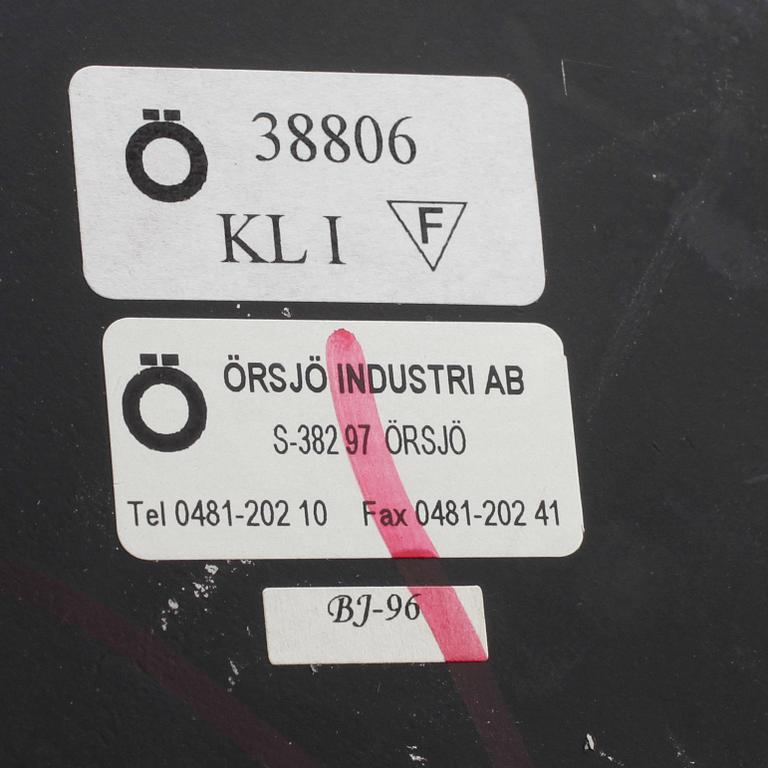 Ö 38806
KL I F
Ö ÖRSJÖ INDUSTRI AB
S-382 97 ÖRSJÖ
Tel 0481-202 10 Fax 0481-202 41
BJ-96